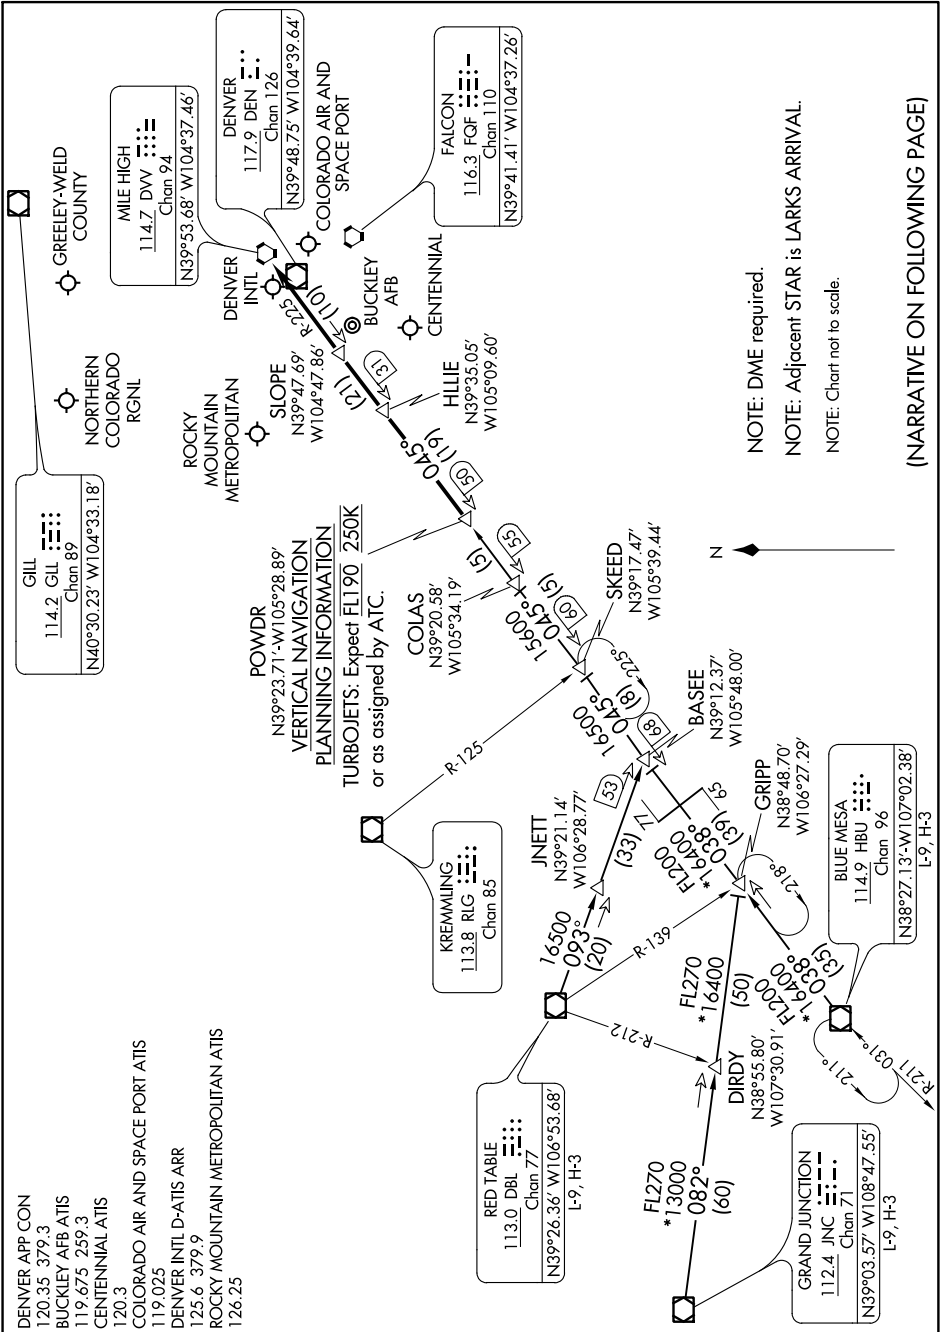 DENVER APP CON
120.35 379.3
BUCKLEY AFB ATIS
119.675 259.3
CENTENNIAL ATIS
120.3
COLORADO AIR AND SPACE PORT ATIS
119.025
DENVER INTL D-ATIS ARR
125.6 379.9
ROCKY MOUNTAIN METROPOLITAN ATIS
126.25
GILL
114.2 GLL
Chan 89
N40°30.23' W104°33.18'
NORTHERN
COLORADO
RGNL
GREELEY-WELD
COUNTY
MILE HIGH
114.7 DVV
Chan 94
N39°53.68' W104°37.46'
DENVER
117.9 DEN
Chan 126
N39°48.75' W104°39.64'
ROCKY
MOUNTAIN
METROPOLITAN
DENVER
INTL
COLORADO AIR AND
SPACE PORT
FALCON
116.3 FQF
Chan 110
N39°41.41' W104°37.26'
BUCKLEY
AFB
CENTENNIAL
R-225
(10)
SLOPE
N39°47.69'
W104°47.86'
(21)
31
HLLIE
N39°35.05'
W105°09.60'
045°
(19)
50
POWDR
N39°23.71'-W105°28.89'
VERTICAL NAVIGATION
PLANNING INFORMATION
TURBOJETS: Expect FL190 250K
or as assigned by ATC.
(5)
55
COLAS
N39°20.58'
W105°34.19'
15600
045°
(5)
60
SKEED
N39°17.47'
W105°39.44'
225°
R-125
16500
045°
(8)
68
BASEE
N39°12.37'
W105°48.00'
KREMMLING
113.8 RLG
Chan 85
53
JNETT
N39°21.14'
W106°28.77'
(33)
16500
093°
(20)
77
65
FL200
*16400
038°
(39)
GRIPP
N38°48.70'
W106°27.29'
218°
R-139
R-212
RED TABLE
113.0 DBL
Chan 77
N39°26.36' W106°53.68'
L-9, H-3
FL270
*16400
(50)
DIRDY
N38°55.80'
W107°30.91'
FL200
*16400
038°
(35)
BLUE MESA
114.9 HBU
Chan 96
N38°27.13'-W107°02.38'
L-9, H-3
211°
031°
R-211
FL270
*13000
082°
(60)
GRAND JUNCTION
112.4 JNC
Chan 71
N39°03.57' W108°47.55'
L-9, H-3
N
NOTE: DME required.
NOTE: Adjacent STAR is LARKS ARRIVAL.
NOTE: Chart not to scale.
(NARRATIVE ON FOLLOWING PAGE)